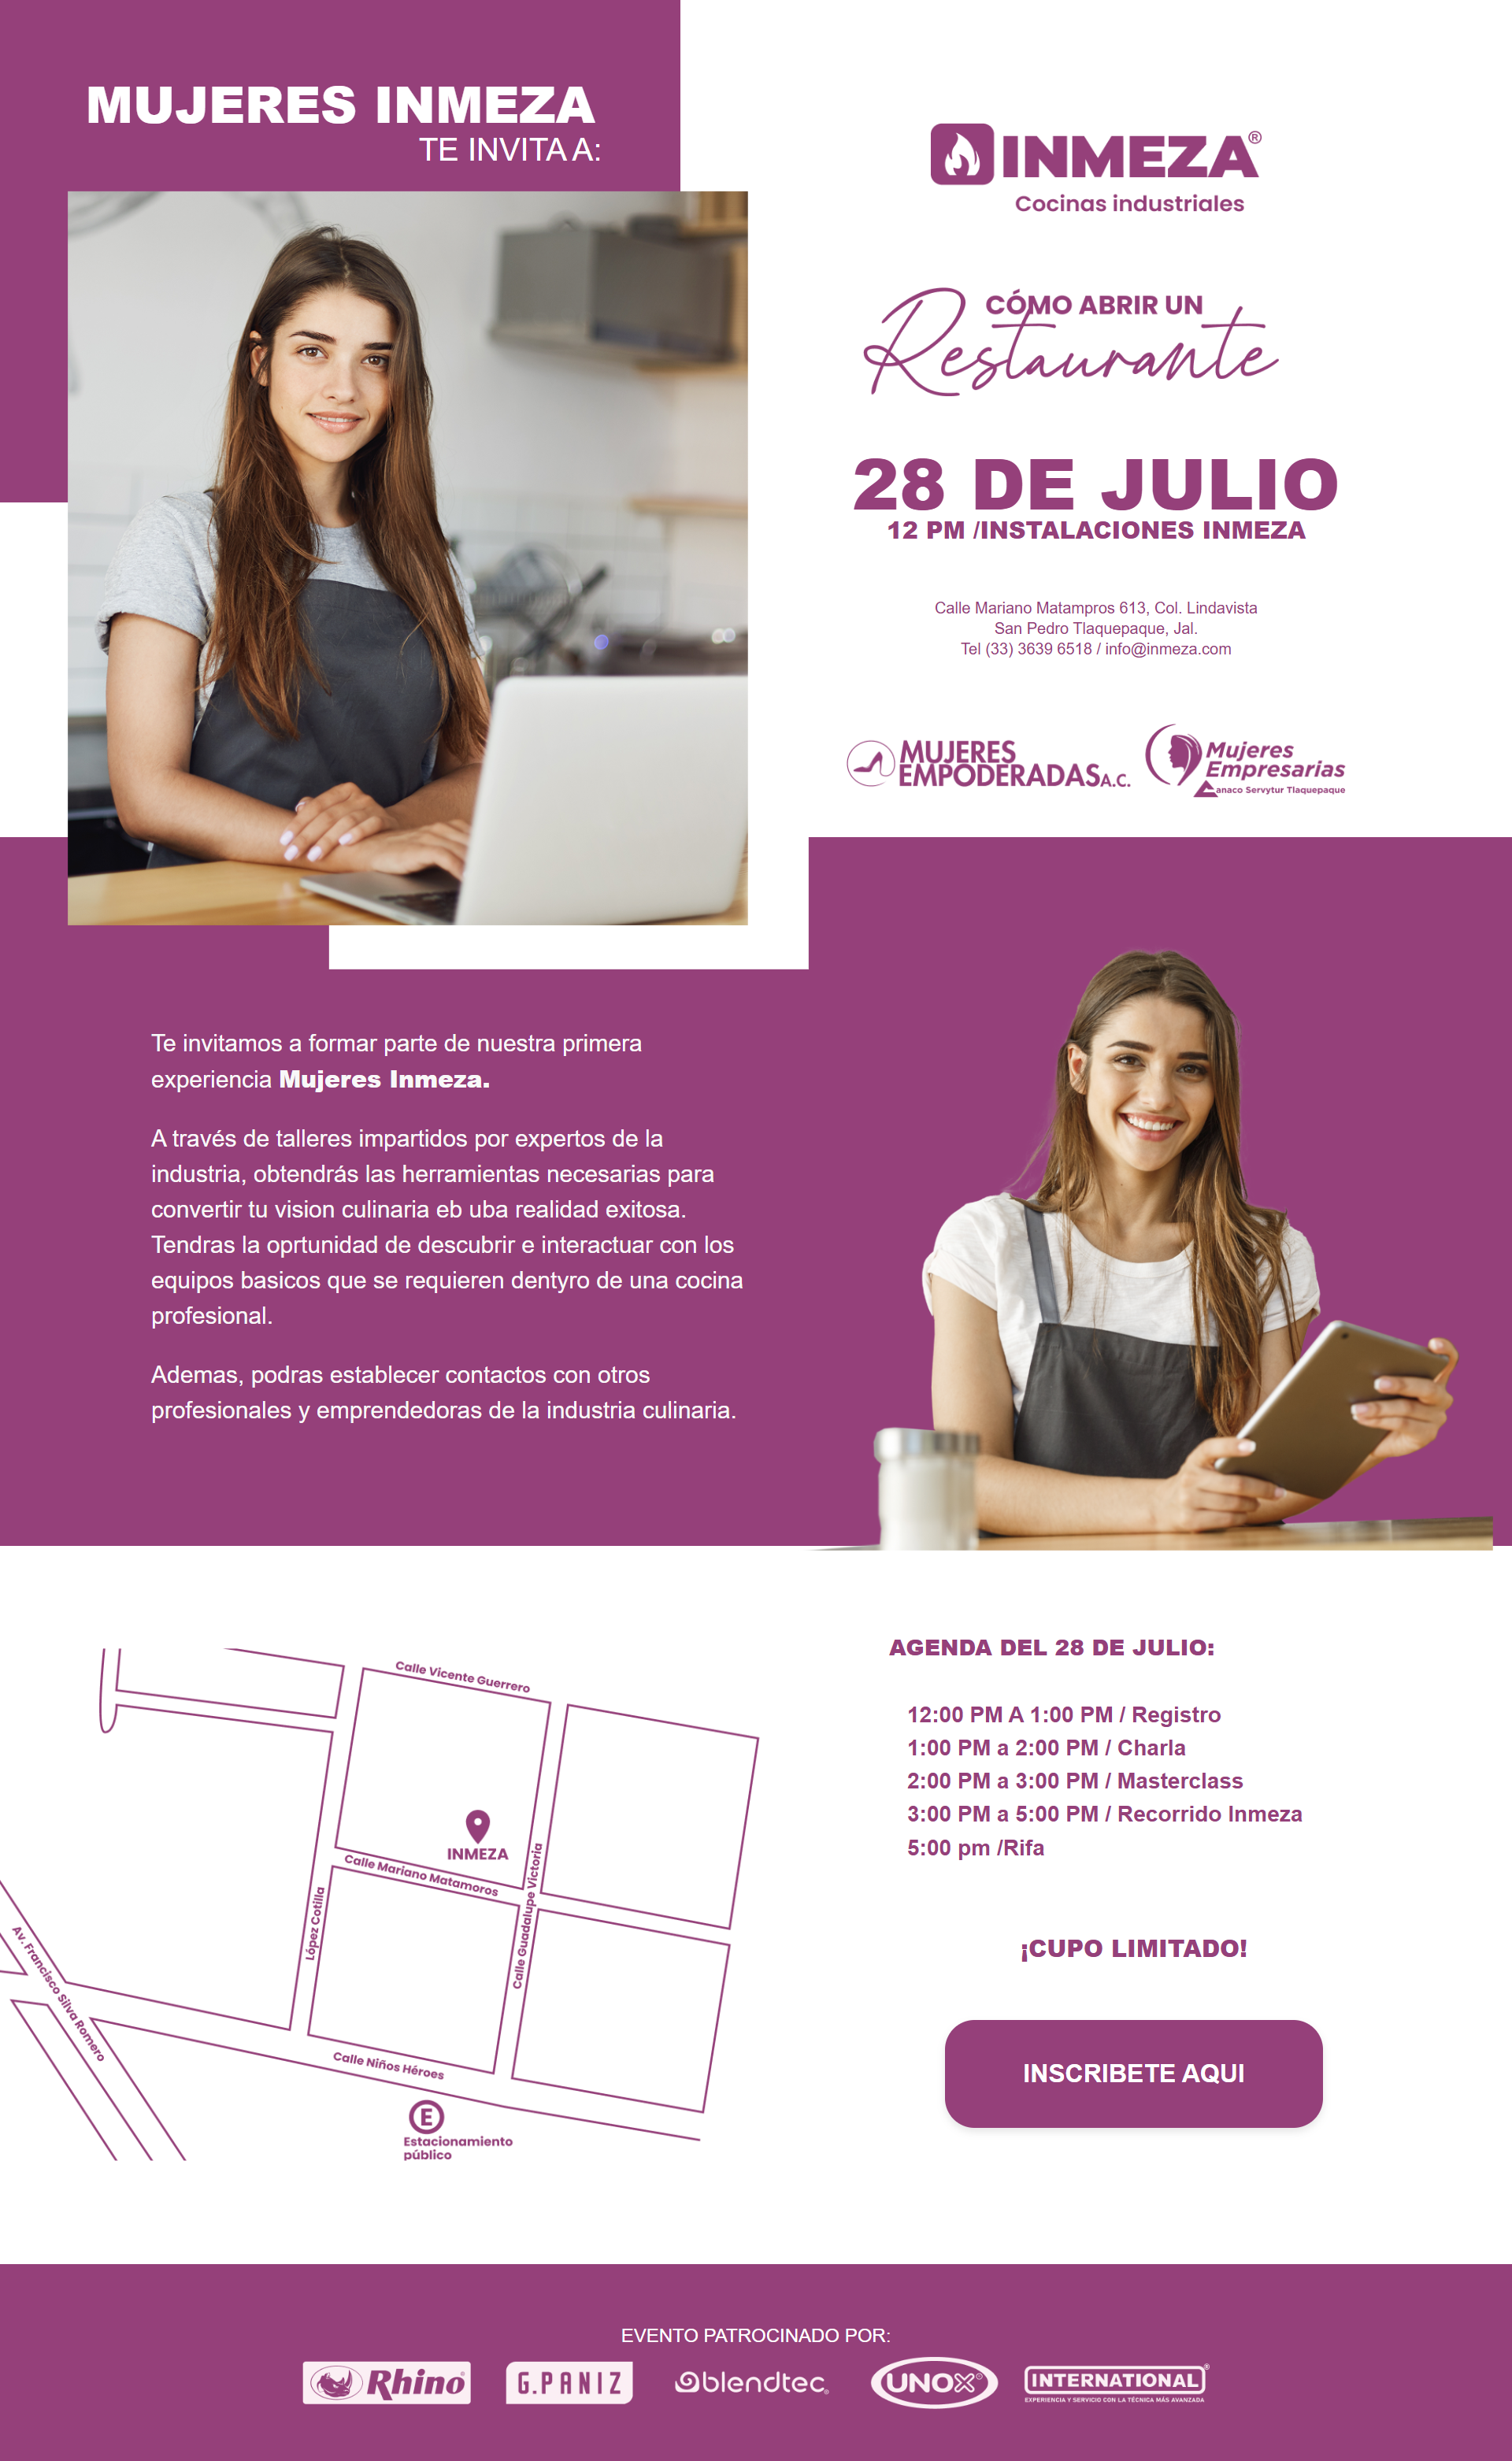 MUJERES INMEZA
TE INVITA A:
INMEZA®
Cocinas industriales
CÓMO ABRIR UN
Restaurante
28 DE JULIO
12 PM /INSTALACIONES INMEZA
Calle Mariano Matampros 613, Col. Lindavista
San Pedro Tlaquepaque, Jal.
Tel (33) 3639 6518 / info@inmeza.com
MUJERES
EMPODERADAS A.C.
Mujeres
Empresarias
Canaco Servytur Tlaquepaque
Te invitamos a formar parte de nuestra primera
experiencia Mujeres Inmeza.
A través de talleres impartidos por expertos de la
industria, obtendrás las herramientas necesarias para
convertir tu vision culinaria eb uba realidad exitosa.
Tendras la oprtunidad de descubrir e interactuar con los
equipos basicos que se requieren dentyro de una cocina
profesional.
Ademas, podras establecer contactos con otros
profesionales y emprendedoras de la industria culinaria.
Calle Vicente Guerrero
INMEZA
Calle Mariano Matamoros
Calle Guadalupe Victoria
López Cotilla
Av. Francisco Silva Romero
Calle Niños Héroes
E
Estacionamiento
público
AGENDA DEL 28 DE JULIO:
12:00 PM A 1:00 PM / Registro
1:00 PM a 2:00 PM / Charla
2:00 PM a 3:00 PM / Masterclass
3:00 PM a 5:00 PM / Recorrido Inmeza
5:00 pm /Rifa
¡CUPO LIMITADO!
INSCRIBETE AQUI
EVENTO PATROCINADO POR:
Rhino®
G.PANIZ
blendtec®
UNOX®
INTERNATIONAL®
EXPERIENCIA Y SERVICIO CON LA TÉCNICA MÁS AVANZADA